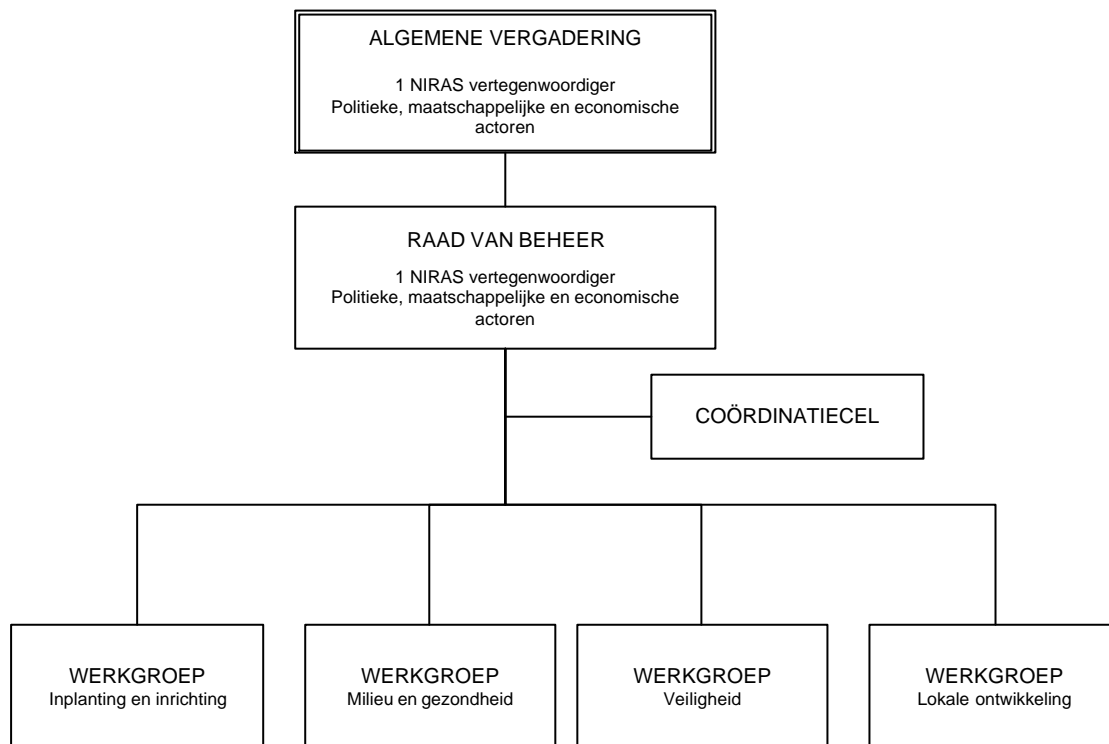 ALGEMENE VERGADERING
1 NIRAS vertegenwoordiger
Politieke, maatschappelijke en economische
actoren
RAAD VAN BEHEER
1 NIRAS vertegenwoordiger
Politieke, maatschappelijke en economische
actoren
COÖRDINATIECEL
WERKGROEP
Inplanting en inrichting
WERKGROEP
Milieu en gezondheid
WERKGROEP
Veiligheid
WERKGROEP
Lokale ontwikkeling